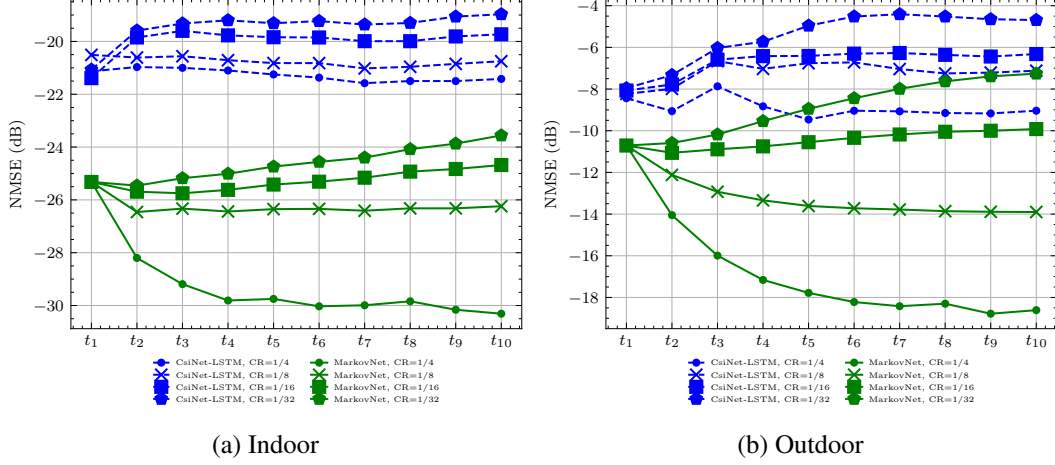 −20
−22
−24
−26
−28
−30
NMSE (dB)
t1 t2 t3 t4 t5 t6 t7 t8 t9 t10
CsiNet-LSTM, CR=1/4
CsiNet-LSTM, CR=1/8
CsiNet-LSTM, CR=1/16
CsiNet-LSTM, CR=1/32
MarkovNet, CR=1/4
MarkovNet, CR=1/8
MarkovNet, CR=1/16
MarkovNet, CR=1/32
(a) Indoor
−4
−6
−8
−10
−12
−14
−16
−18
NMSE (dB)
t1 t2 t3 t4 t5 t6 t7 t8 t9 t10
CsiNet-LSTM, CR=1/4
CsiNet-LSTM, CR=1/8
CsiNet-LSTM, CR=1/16
CsiNet-LSTM, CR=1/32
MarkovNet, CR=1/4
MarkovNet, CR=1/8
MarkovNet, CR=1/16
MarkovNet, CR=1/32
(b) Outdoor